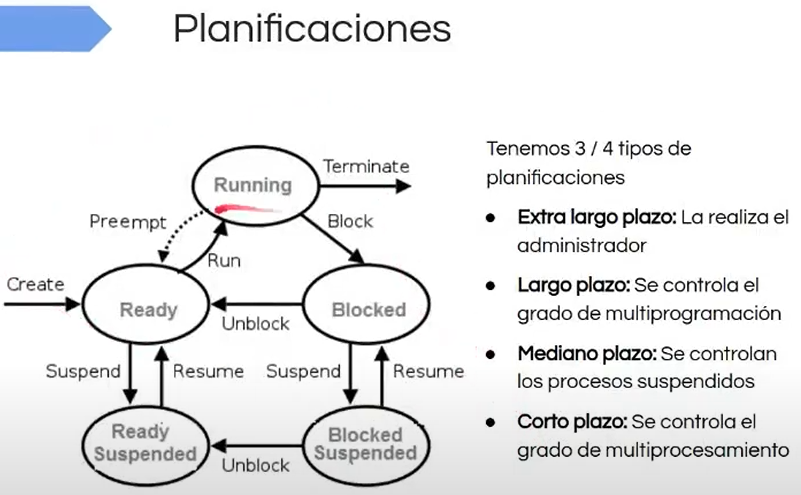 Planificaciones
Terminate
Running
Preempt
Block
Run
Create
Ready
Blocked
Unblock
Suspend
Resume
Suspend
Resume
Ready
Suspended
Blocked
Suspended
Unblock
Tenemos 3 / 4 tipos de
planificaciones
● Extra largo plazo: La realiza el
administrador
● Largo plazo: Se controla el
grado de multiprogramación
● Mediano plazo: Se controlan
los procesos suspendidos
● Corto plazo: Se controla el
grado de multiprocesamiento